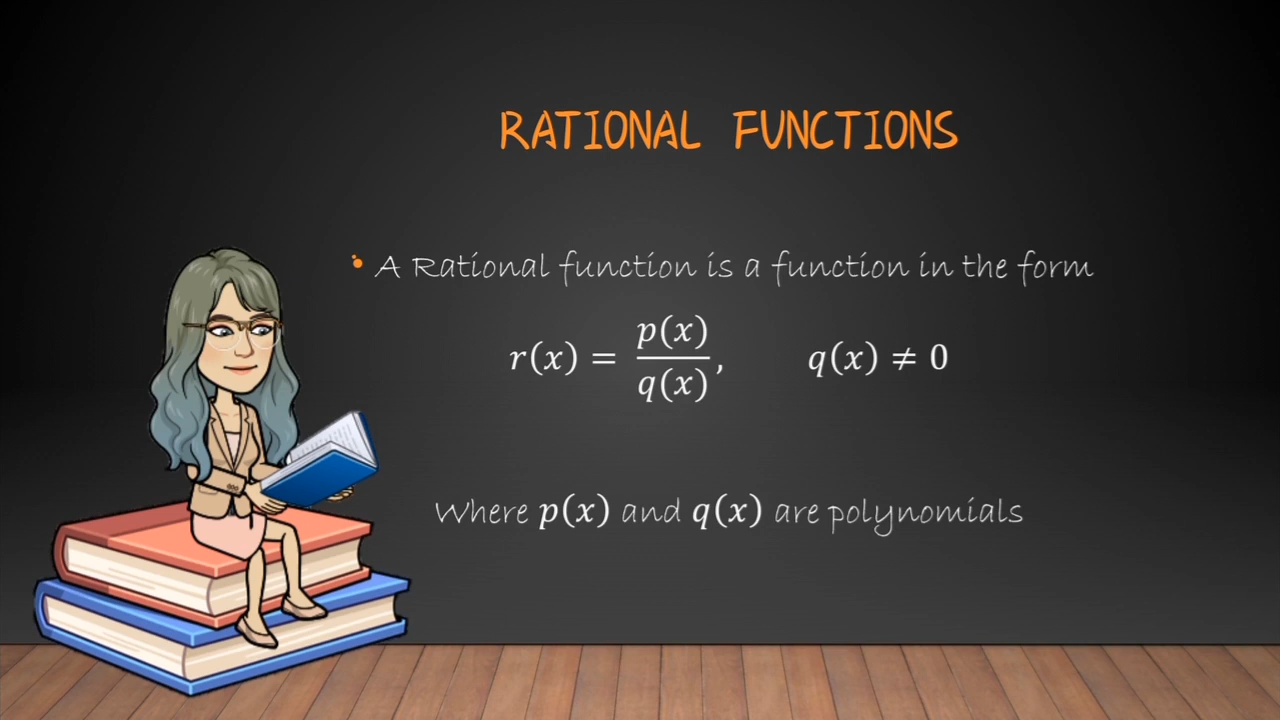 RATIONAL FUNCTIONS
• A Rational function is a function in the form
r(x) = p(x)/q(x), q(x) ≠ 0
Where p(x) and q(x) are polynomials